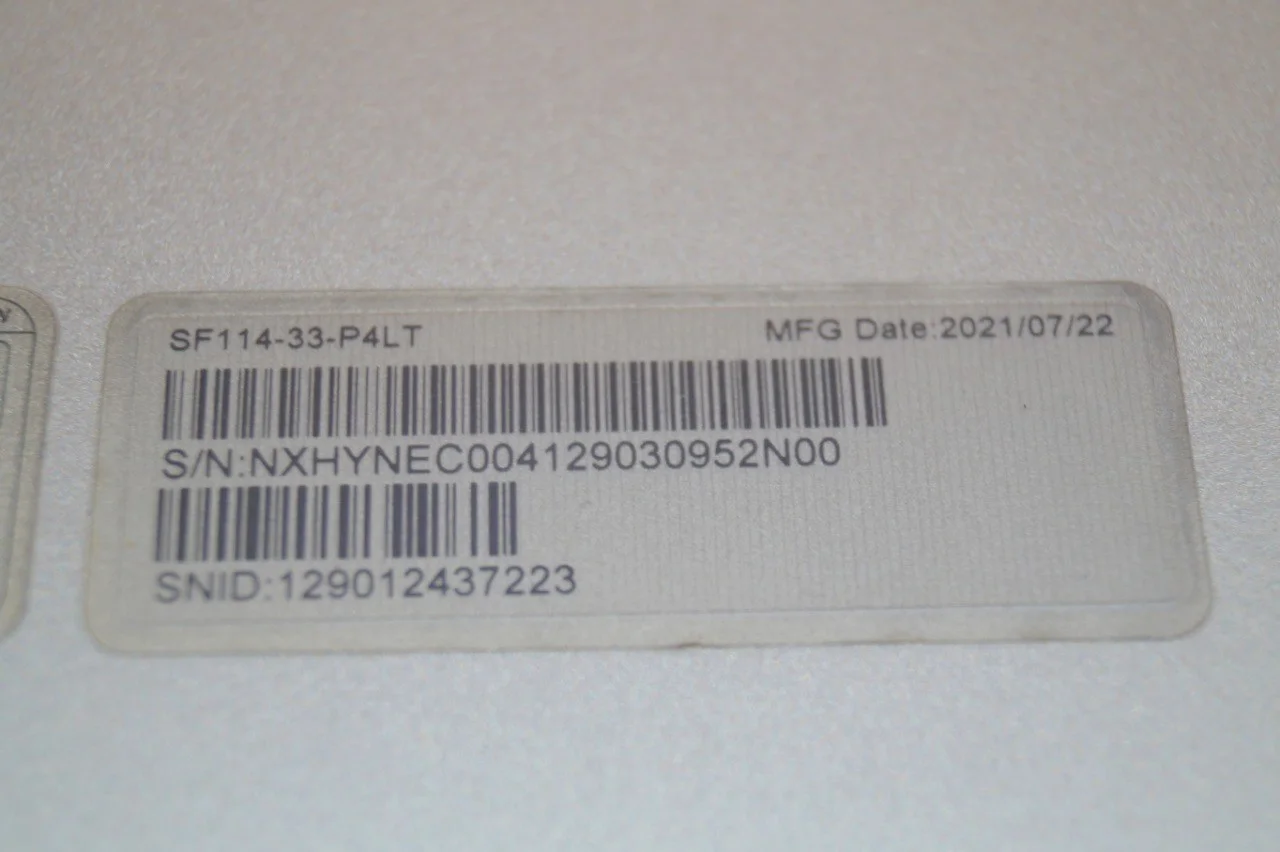 SF114-33-P4LT MFG Date:2021/07/22
S/N:NXHYNEC004129030952N00
SNID:129012437223